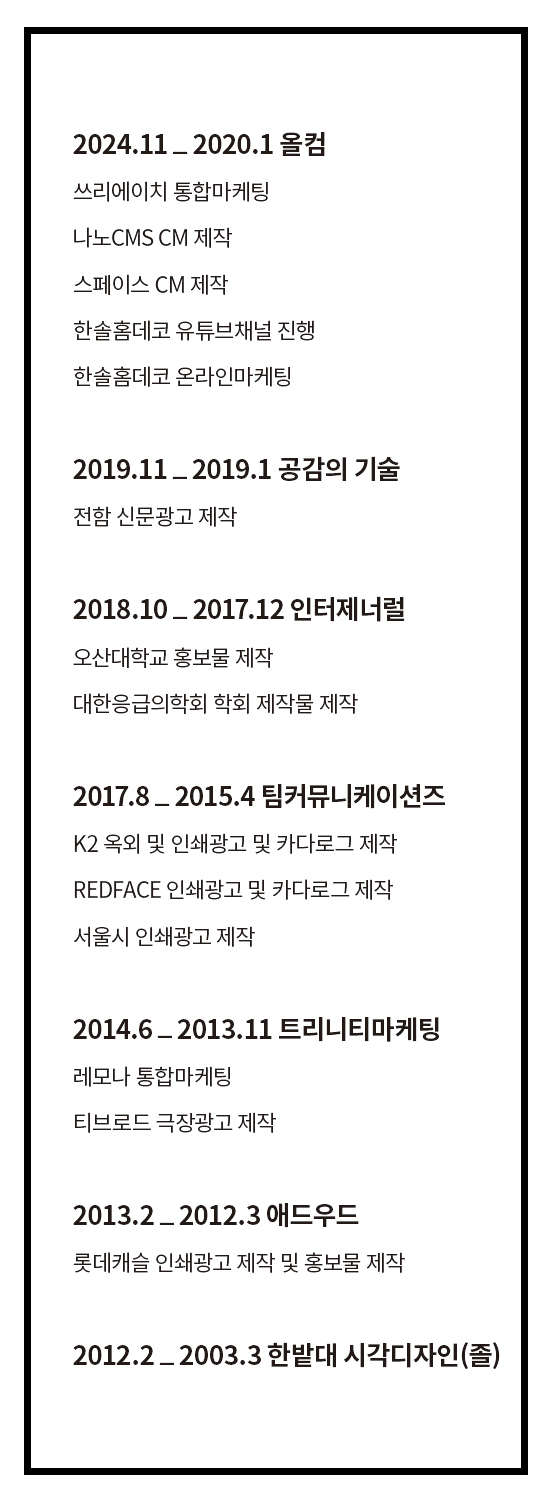 2024.11 _ 2020.1 올컴
쓰리에이치 통합마케팅
나노CMS CM 제작
스페이스 CM 제작
한솔홈데코 유튜브채널 진행
한솔홈데코 온라인마케팅
2019.11 _ 2019.1 공감의 기술
전함 신문광고 제작
2018.10 _ 2017.12 인터제너럴
오산대학교 홍보물 제작
대한응급의학회 학회 제작물 제작
2017.8 _ 2015.4 팀커뮤니케이션즈
K2 옥외 및 인쇄광고 및 카다로그 제작
REDFACE 인쇄광고 및 카다로그 제작
서울시 인쇄광고 제작
2014.6 _ 2013.11 트리니티마케팅
레모나 통합마케팅
티브로드 극장광고 제작
2013.2 _ 2012.3 애드우드
롯데캐슬 인쇄광고 제작 및 홍보물 제작
2012.2 _ 2003.3 한밭대 시각디자인(졸)